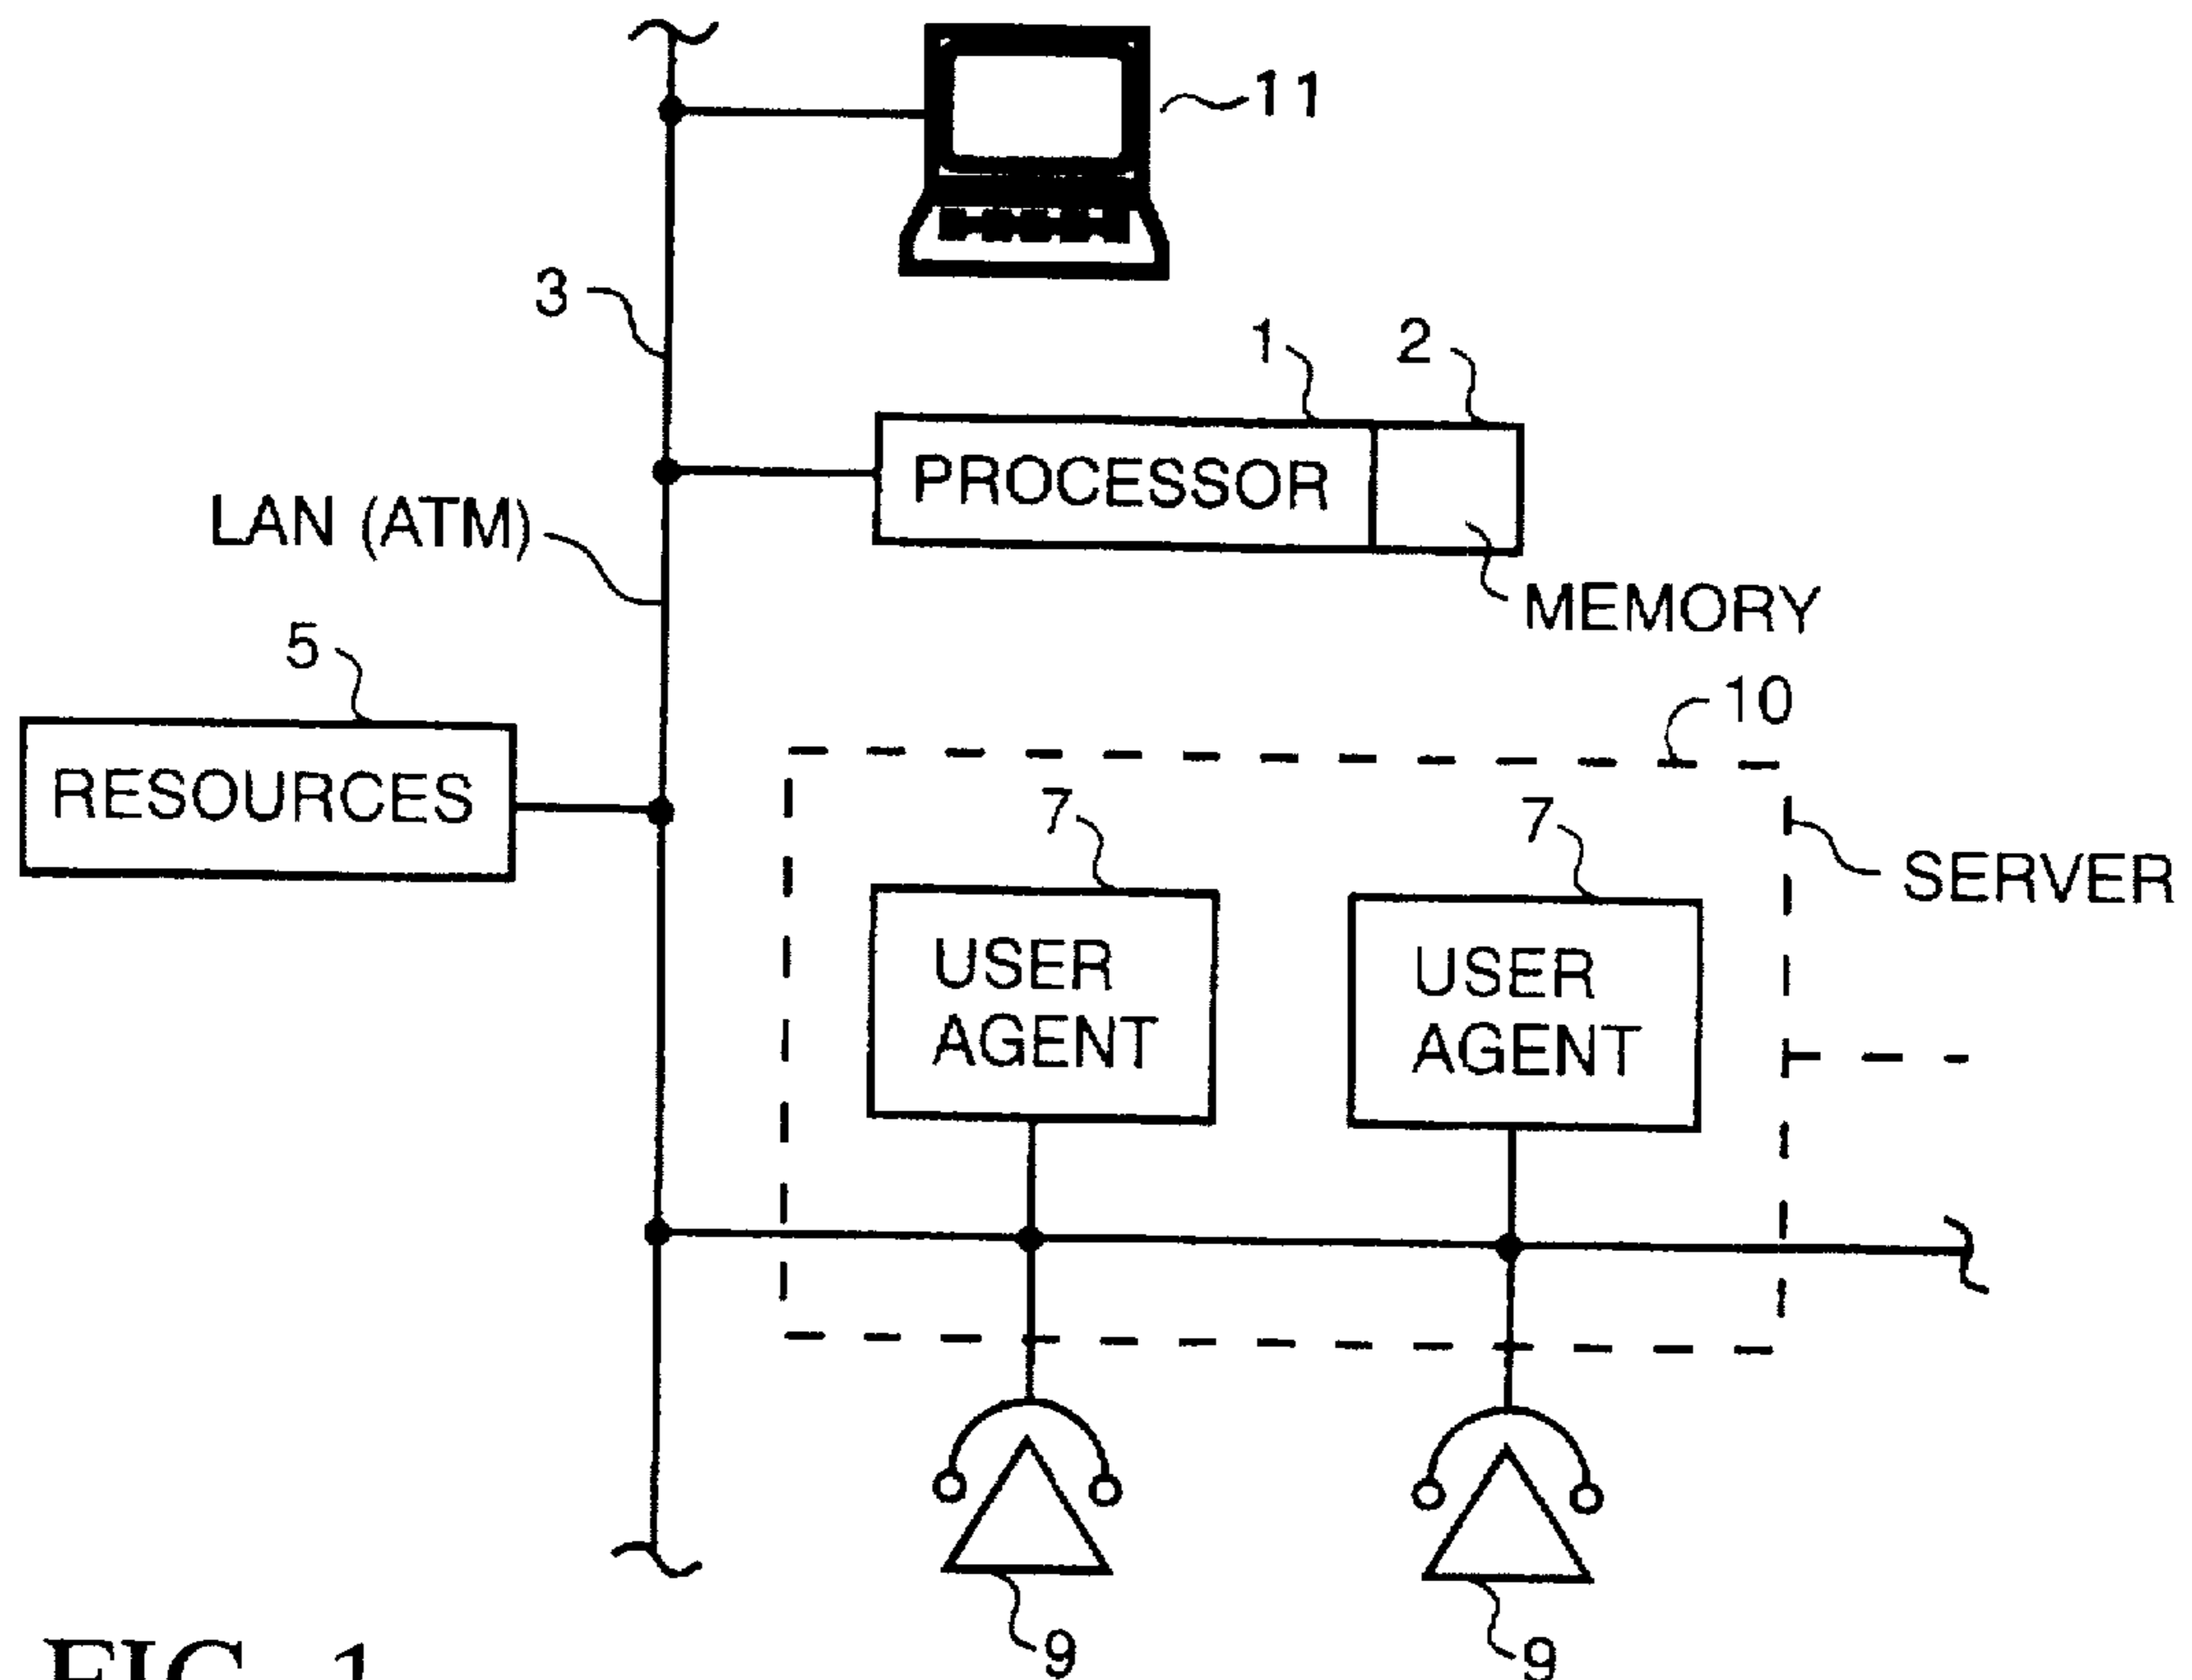 11
3
1
2
PROCESSOR
LAN (ATM)
MEMORY
5
10
RESOURCES
7
7
SERVER
USER
AGENT
USER
AGENT
9
9
FIG. 1